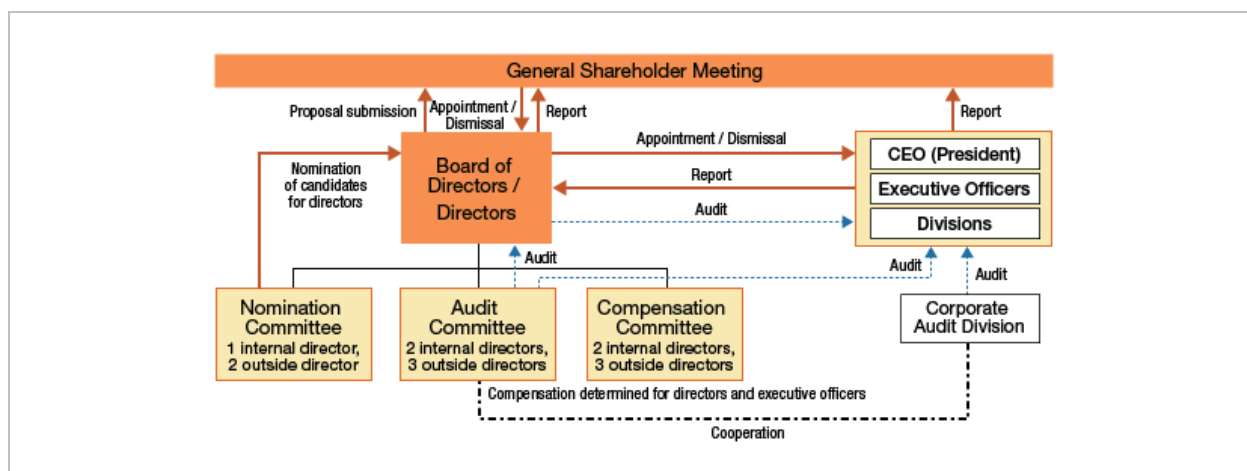 General Shareholder Meeting
Proposal submission
Appointment /
Dismissal
Report
Report
Nomination
of candidates
for directors
Board of
Directors /
Directors
Appointment / Dismissal
Report
Audit
CEO (President)
Executive Officers
Divisions
Audit
Audit
Audit
Nomination
Committee
1 internal director,
2 outside director
Audit
Committee
2 internal directors,
3 outside directors
Compensation
Committee
2 internal directors,
3 outside directors
Corporate
Audit Division
Compensation determined for directors and executive officers
Cooperation